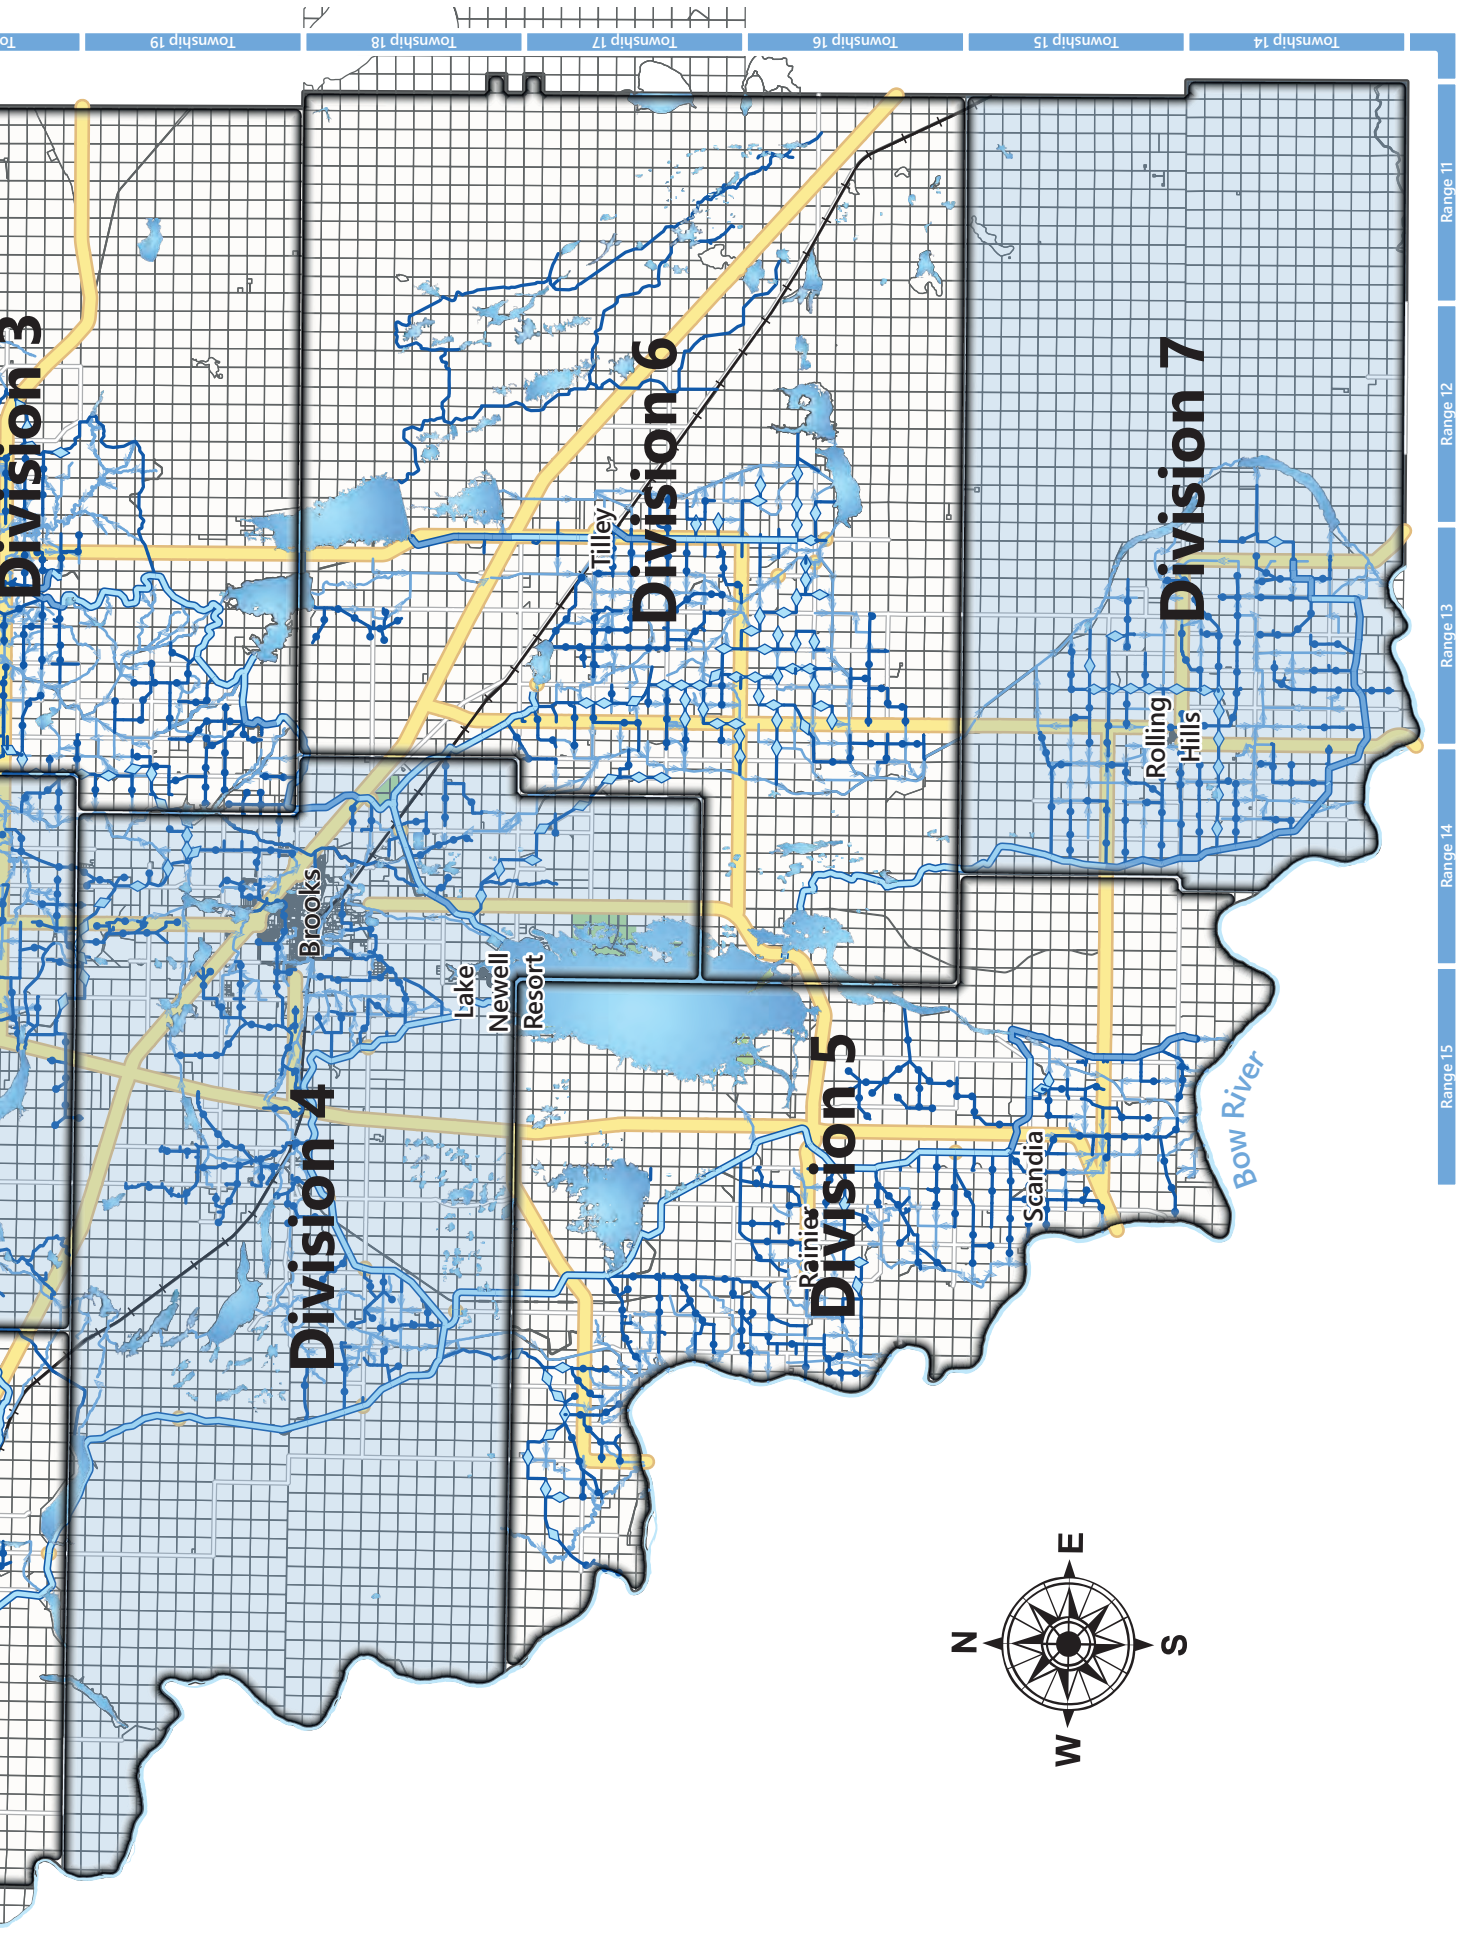 To
Township 19
Township 18
Township 17
Township 16
Township 15
Township 14
Range 11
Range 12
Range 13
Range 14
Range 15
Division 3
Division 6
Division 7
Tilley
Rolling
Hills
Brooks
Lake
Newell
Resort
Division 4
Division 5
Rainier
Scandia
Bow River
N
E
S
W